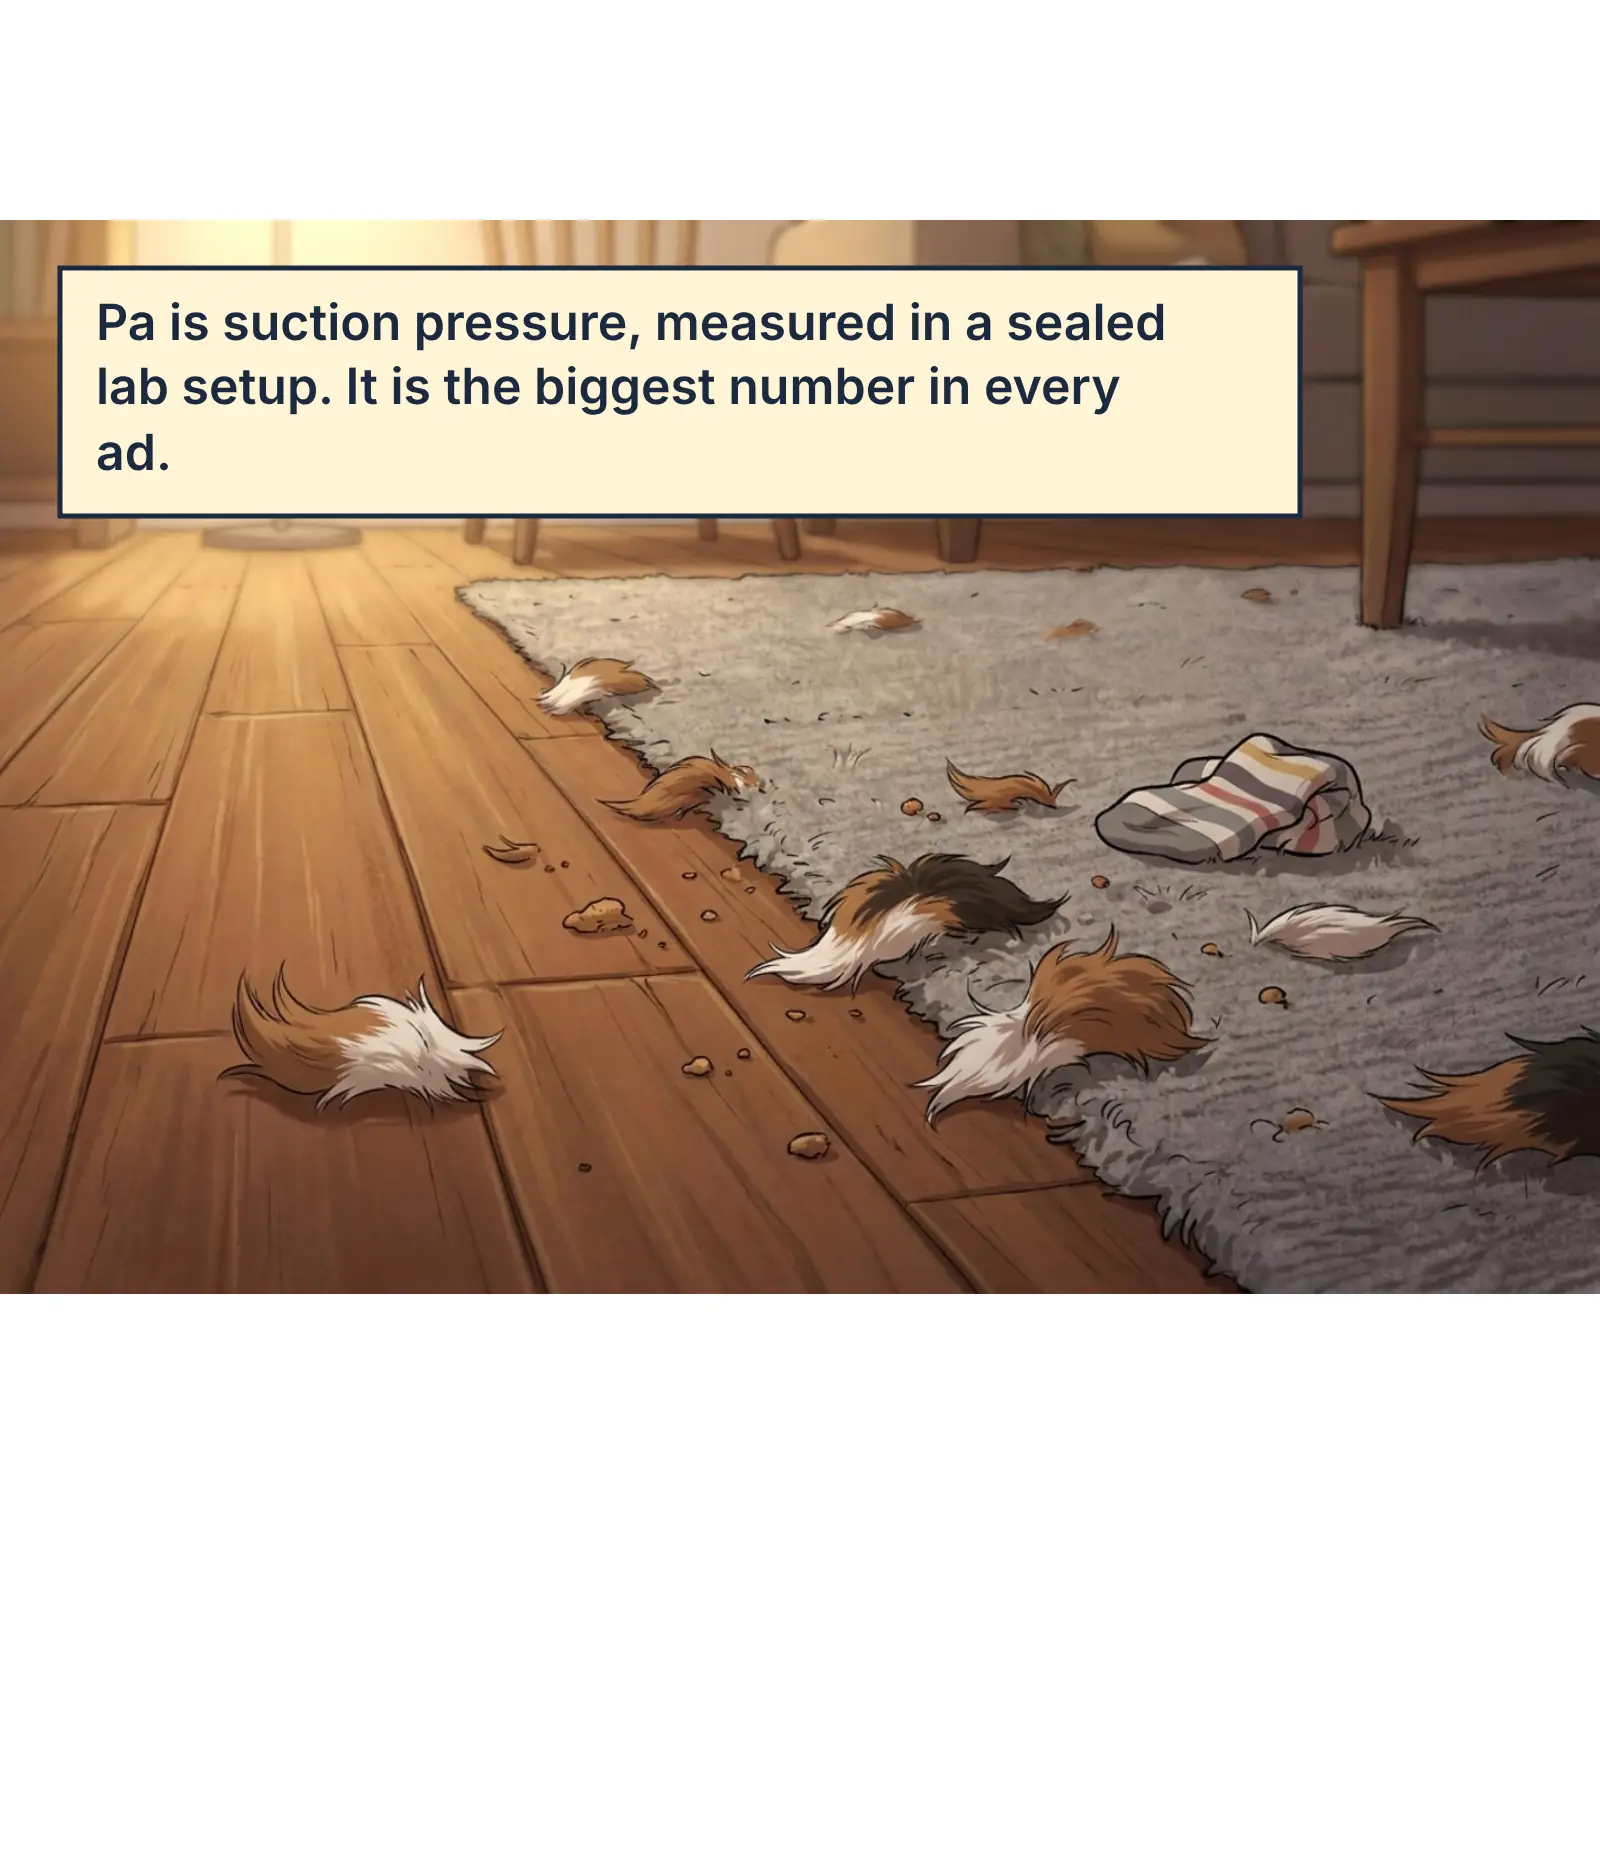 Pa is suction pressure, measured in a sealed
lab setup. It is the biggest number in every
ad.